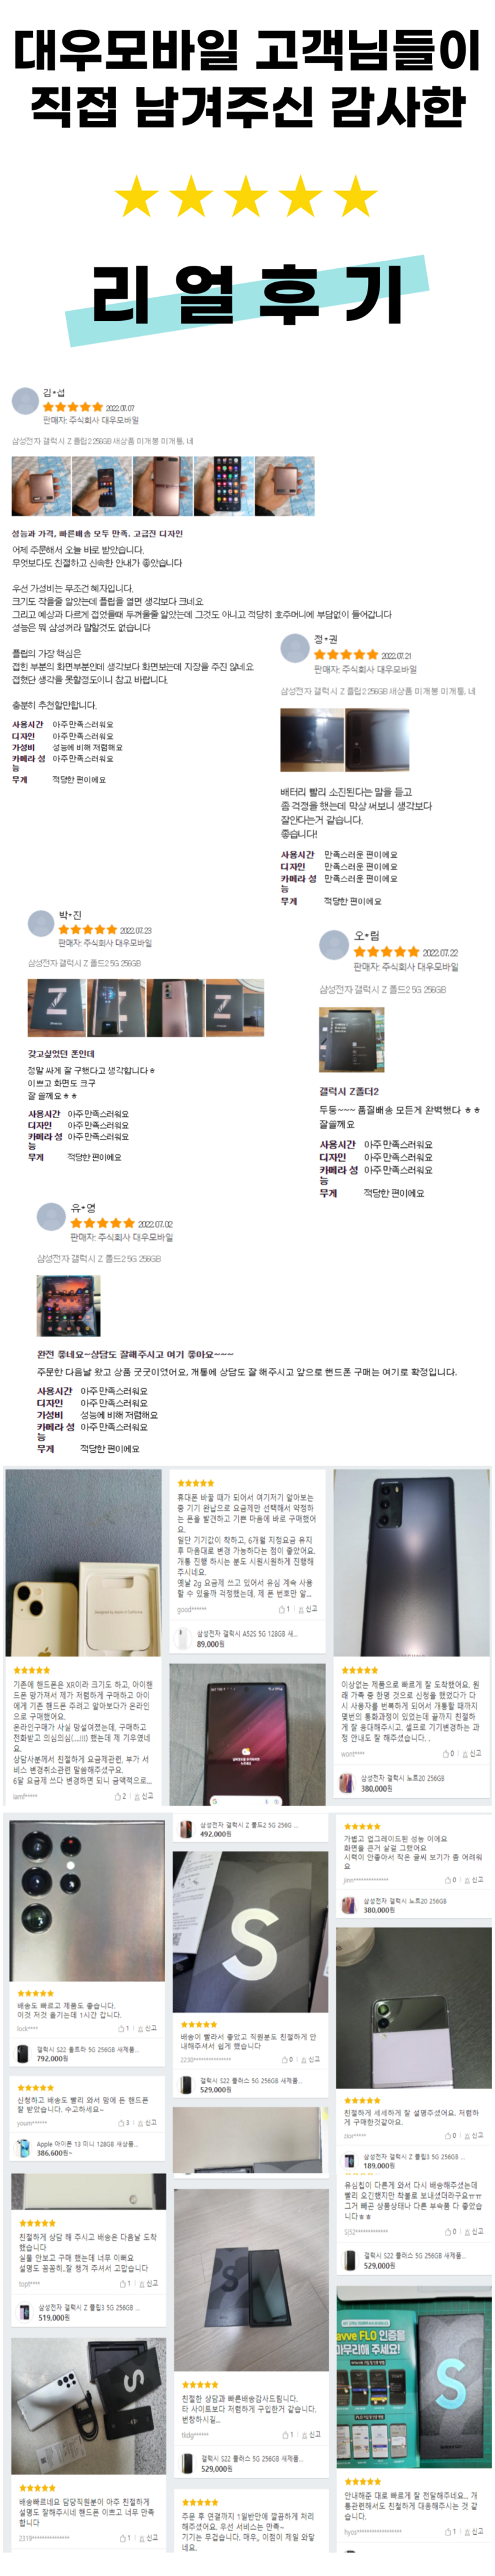 대우모바일 고객님들이
직접 남겨주신 감사한
리얼후기
김*섭
2022.07.07
판매자: 주식회사 대우모바일
삼성전자 갤럭시 Z 플립2 256GB 새상품 미개봉 미개통, 네
성능과 가격, 빠른배송 모두 만족. 고급진 디자인
어제 주문해서 오늘 바로 받았습니다.
무엇보다도 친절하고 신속한 안내가 좋았습니다
우선 가성비는 무조건 혜자입니다.
크기도 작을줄 알았는데 플립을 열면 생각보다 크네요
그리고 예상과 다르게 접었을때 두꺼울줄 알았는데 그것도 아니고 적당히 호주머니에 부담없이 들어갑니다
성능은 뭐 삼성꺼라 말할것도 없습니다
플립의 가장 핵심은
접힌 부분의 화면부분인데 생각보다 화면보는데 지장을 주진 않네요
접혔단 생각을 못할정도이니 참고 바랍니다.
충분히 추천할만합니다.
사용시간 아주 만족스러워요
디자인 아주 만족스러워요
가성비 성능에 비해 저렴해요
카메라 성능 아주 만족스러워요
무게 적당한 편이에요
정*권
2022.07.21
판매자: 주식회사 대우모바일
삼성전자 갤럭시 Z 플립2 256GB 새상품 미개봉 미개통, 네
배터리 빨리 소진된다는 말을 듣고
좀 걱정을 했는데 막상 써보니 생각보다
잘안다는거 같습니다.
좋습니다!
사용시간 만족스러운 편이에요
디자인 만족스러운 편이에요
카메라 성능 만족스러운 편이에요
무게 적당한 편이에요
박*진
2022.07.23
판매자: 주식회사 대우모바일
삼성전자 갤럭시 Z 폴드2 5G 256GB
갖고싶었던 폰인데
정말 싸게 잘 구했다고 생각합니다ㅎ
이쁘고 화면도 크구
잘 쓸께요ㅎㅎ
사용시간 아주 만족스러워요
디자인 아주 만족스러워요
카메라 성능 아주 만족스러워요
무게 적당한 편이에요
오*림
2022.07.22
판매자: 주식회사 대우모바일
삼성전자 갤럭시 Z 폴드2 5G 256GB
갤럭시 Z폴더2
두둥~~~ 품질배송 모든게 완벽했다 ㅎㅎ
잘쓸께요
사용시간 아주 만족스러워요
디자인 아주 만족스러워요
카메라 성능 아주 만족스러워요
무게 적당한 편이에요
유*영
2022.07.02
판매자: 주식회사 대우모바일
삼성전자 갤럭시 Z 폴드2 5G 256GB
완전 좋네요~상담도 잘해주시고 여기 좋아요~~~
주문한 다음날 왔고 상품 굿굿이었어요, 개통에 상담도 잘 해주시고 앞으로 핸드폰 구매는 여기로 확정입니다.
사용시간 아주 만족스러워요
디자인 아주 만족스러워요
가성비 성능에 비해 저렴해요
카메라 성능 아주 만족스러워요
무게 적당한 편이에요
기존에 핸드폰은 XR이라 크기도 하고, 아이핸
드폰 망가져서 제가 저렴하게 구매하고 아이
에게 기존 핸드폰 주려고 알아보다가 온라인
으로 구매했어요.
온라인구매가 사실 망설여졌는데, 구매하고
전화받고 의심의심(....!!!) 했는데 제 기우였네
요.
상담사분께서 친절하게 요금제관련, 부가 서
비스 변경취소관련 말씀해주셨구요.
6달 요금제 쓰다 변경하면 되니 금액적으로...
2 신고
휴대폰 바꿀 때가 되어서 여기저기 알아보는
중 기기 완납으로 요금제만 선택해서 약정하
는 폰을 발견하고 기쁜 마음에 바로 구매했어
요.
일단 기기값이 착하고, 6개월 지정요금 유지
후 마음대로 변경 가능하다는 점이 좋았어요.
개통 진행 하시는 분도 시원시원하게 진행해
주시네요.
옛날 2g 요금제 쓰고 있어서 유심 계속 사용
할 수 있을까 걱정했는데, 제 폰 번호만 알...
good******
1 신고
삼성전자 갤럭시 A52S 5G 128GB 새...
89,000원
이상없는 제품으로 빠르게 잘 도착했어요. 원
래 가족 중 한명 것으로 신청을 했었다가 다
시 사용자를 번복하게 되어서 개통할 때까지
몇번의 통화과정이 있었는데 끝까지 친절하
게 잘 응대해주시고, 셀프로 기기변경하는 과
정 안내도 잘 해주셨습니다. .
wont****
0 신고
삼성전자 갤럭시 노트20 256GB
380,000원
배송도 빠르고 제품도 좋습니다.
이것 저것 옮기는데 1시간 갑니다.
lock****
1 신고
갤럭시 S22 울트라 5G 256GB 새제품...
792,000원
신청하고 배송도 빨리 와서 맘에 든 핸드폰
잘 받았습니다. 수고하세요~
youm******
3 신고
Apple 아이폰 13 미니 128GB 새상품...
386,600원~
친절하게 상담 해 주시고 배송은 다음날 도착
했습니다
실물 안보고 구매 했는데 너무 이뻐요
설명도 꼼꼼히,잘 챙겨 주셔서 고맙습니다
topt****
1 신고
삼성전자 갤럭시 Z 플립3 5G 256GB ...
519,000원
배송빠르네요 담당직원분이 아주 친절하게
설명도 잘해주시네 핸드폰 이쁘고 너무 만족
합니다
2319***************
1 신고
삼성전자 갤럭시 Z 폴드2 5G 256G ...
492,000원
S
배송이 빨라서 좋았고 직원분도 친절하게 안
내해주셔서 쉽게 했습니다
2230***************
0 신고
갤럭시 S22 플러스 5G 256GB 새제품...
529,000원
친절한 상담과 빠른배송감사드림니다.
타 사이트보다 저렴하게 구입한거 같습니다.
번창하시길...
1 신고
갤럭시 S22 플러스 5G 256GB 새제품...
529,000원
주문 후 연결까지 1일반만에 깔끔하게 처리
해주셨어요. 우선 서비스는 만족~
기기는 무겁습니다. 매우, 이점이 제일 와닿
네요.
가볍고 업그레이드된 성능 이에요
화면을 큰거 살걸 그랬어요
시력이 안좋아서 작은 글씨 보기가 좀 어려워
요
0 신고
삼성전자 갤럭시 노트20 256GB
380,000원
친절하게 세세하게 잘 설명주셨어요. 저렴하
게 구매한것같아요.
0 신고
삼성전자 갤럭시 Z 플립3 5G 256GB ...
189,000원
유심칩이 다른게 와서 다시 배송해주셨는데
빨리 오긴했지만 착불로 보내셨더라구요ㅠㅠ
그거 빼곤 상품상태나 다른 부속품 다 좋았습
니다ㅎㅎ
0 신고
갤럭시 S22 플러스 5G 256GB 새제품...
529,000원
wavve FLO 인증을
마무리해 주세요!
S
안내해준 대로 빠르게 잘 전달해주네요.. 개
통관련해서도 친절하게 대응해주시는 것 같
습니다.
1 신고